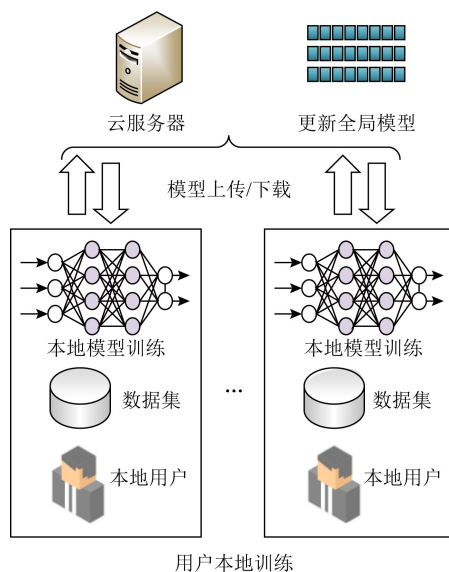 云服务器
更新全局模型
模型上传/下载
本地模型训练
本地模型训练
...
数据集
数据集
本地用户
本地用户
用户本地训练